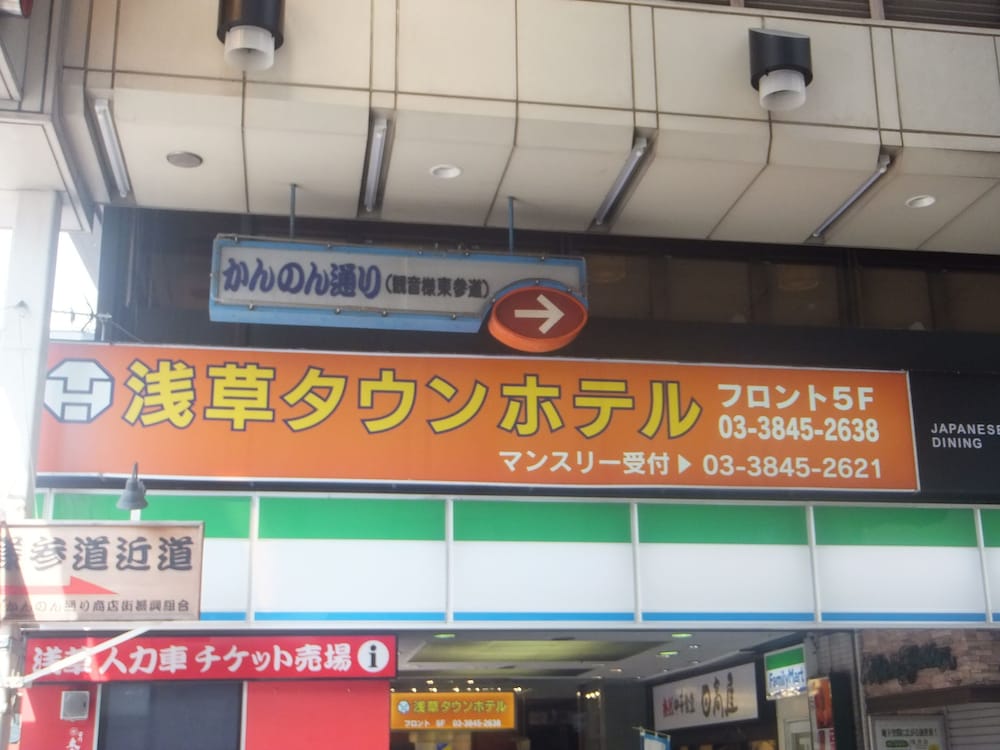 かんのん通り(観音様東参道)
浅草タウンホテル
フロント5F
03-3845-2638
マンスリー受付▶ 03-3845-2621
JAPANESE
DINING
様参道近道
かんのん通り商店街振興組合
浅草人力車 チケット売場 i
浅草タウンホテル
フロント 5F 03-3845-2638
FamilyMart